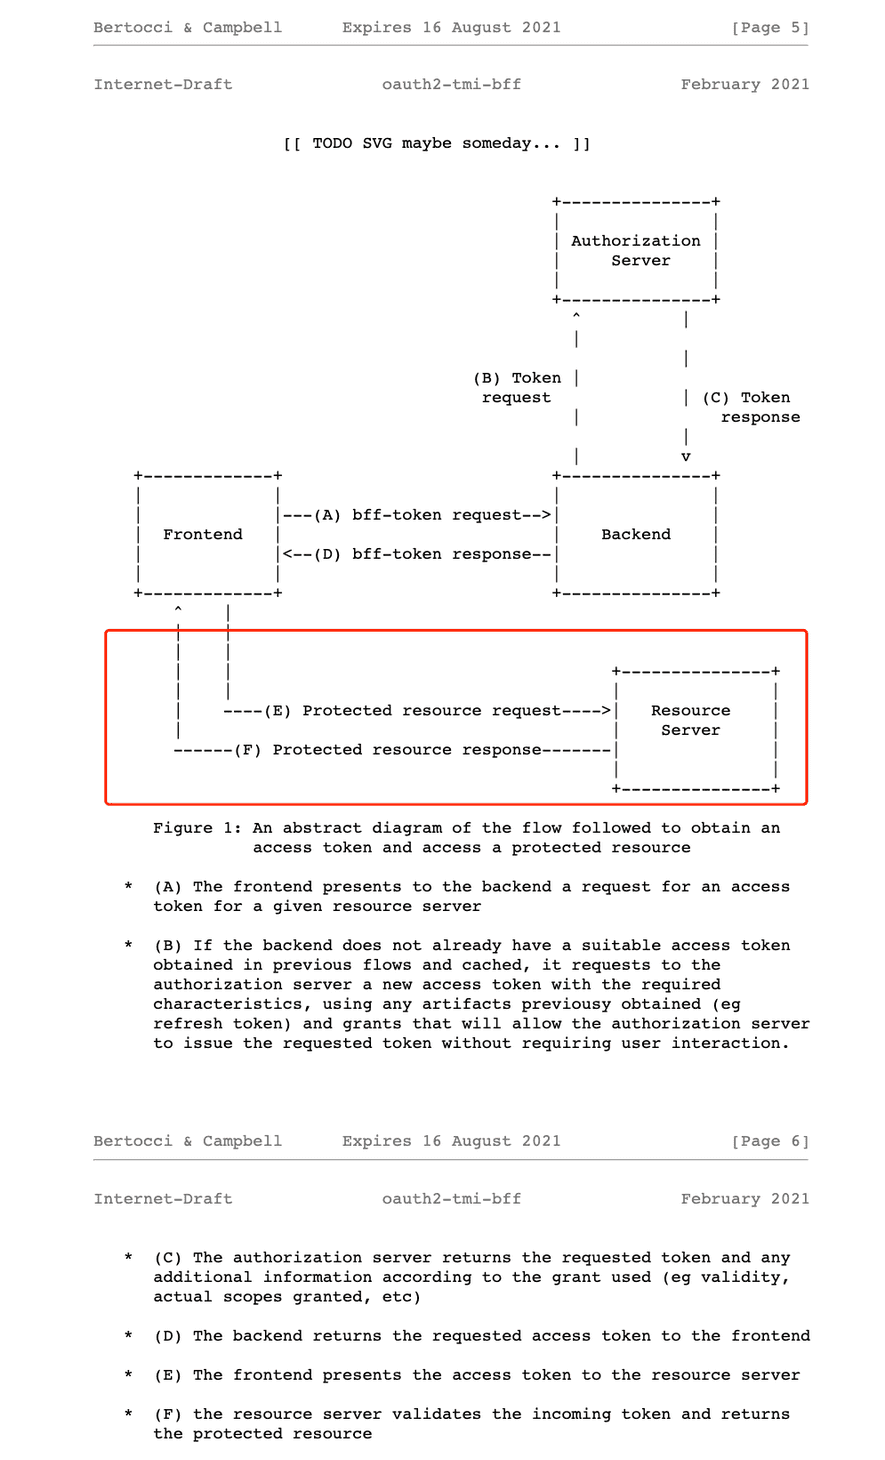 Bertocci & Campbell      Expires 16 August 2021                 [Page 5]
Internet-Draft               oauth2-tmi-bff                February 2021
[[ TODO SVG maybe someday... ]]
+---------------+
|               |
| Authorization |
|     Server    |
|               |
+---------------+
^          |
|
|
(B) Token |
request             | (C) Token
|              response
|
|          v
+-------------+                           +---------------+
|             |                           |               |
|             |---(A) bff-token request-->|               |
|  Frontend   |                           |    Backend    |
|             |<--(D) bff-token response--|               |
|             |                           |               |
+-------------+                           +---------------+
^    |
|    |
|    |
|    |                                      +---------------+
|    |                                      |               |
|    ----(E) Protected resource request---->|   Resource    |
|                                           |    Server     |
------(F) Protected resource response-------|               |
|               |
+---------------+
Figure 1: An abstract diagram of the flow followed to obtain an
access token and access a protected resource
*  (A) The frontend presents to the backend a request for an access
token for a given resource server
*  (B) If the backend does not already have a suitable access token
obtained in previous flows and cached, it requests to the
authorization server a new access token with the required
characteristics, using any artifacts previousy obtained (eg
refresh token) and grants that will allow the authorization server
to issue the requested token without requiring user interaction.
Bertocci & Campbell      Expires 16 August 2021                 [Page 6]
Internet-Draft               oauth2-tmi-bff                February 2021
*  (C) The authorization server returns the requested token and any
additional information according to the grant used (eg validity,
actual scopes granted, etc)
*  (D) The backend returns the requested access token to the frontend
*  (E) The frontend presents the access token to the resource server
*  (F) the resource server validates the incoming token and returns
the protected resource